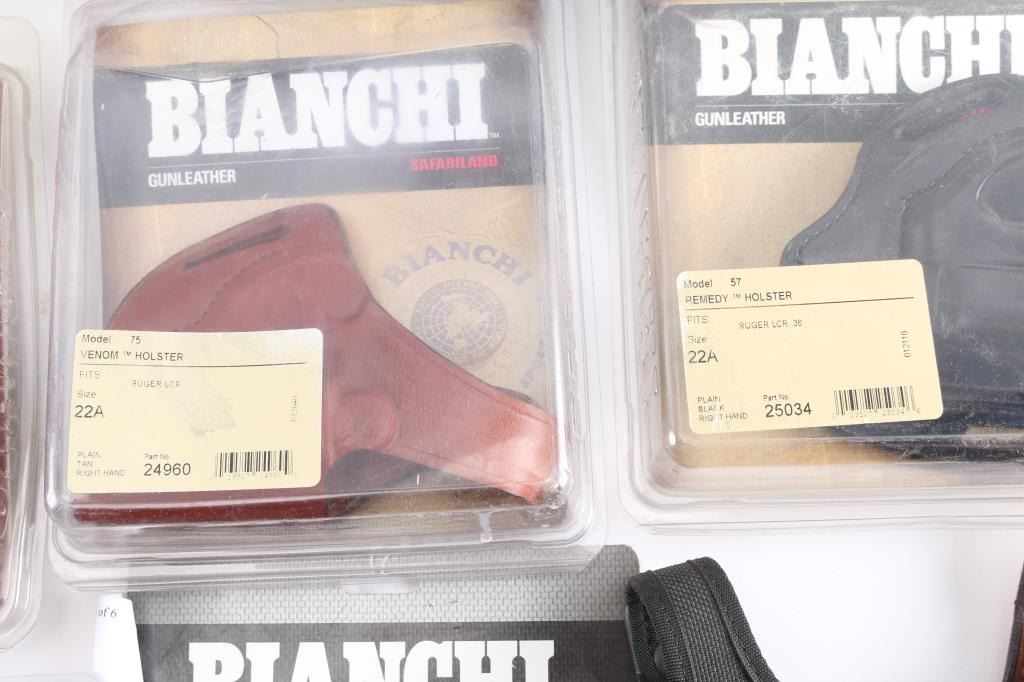 BIANCHI™
GUNLEATHER
SAFARILAND
BIANCHI
Model 75
VENOM ™ HOLSTER
FITS RUGER LCR
Size
22A
PLAIN
TAN
RIGHT HAND
Part No.
24960
BIANCHI
GUNLEATHER
Model 57
REMEDY ™ HOLSTER
FITS RUGER LCR .38
Size
22A
012110
PLAIN
BLACK
RIGHT HAND
Part No.
25034
of 6
BIANCHI